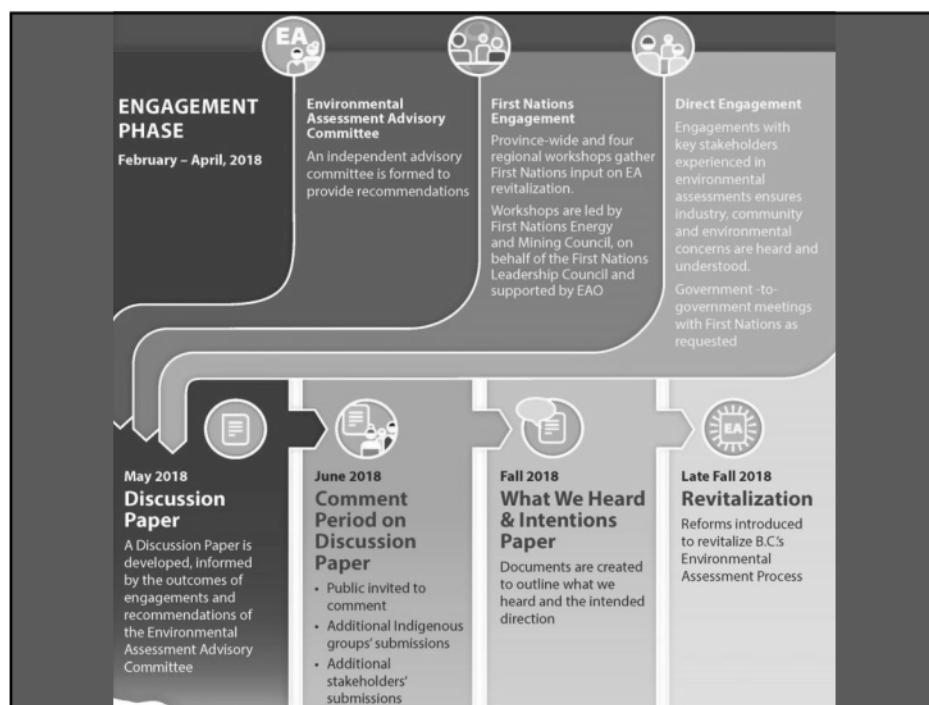 EA
ENGAGEMENT
PHASE
February – April, 2018
Environmental
Assessment Advisory
Committee
An independent advisory
committee is formed to
provide recommendations
First Nations
Engagement
Province-wide and four
regional workshops gather
First Nations input on EA
revitalization.
Workshops are led by
First Nations Energy
and Mining Council, on
behalf of the First Nations
Leadership Council and
supported by EAO
Direct Engagement
Engagements with
key stakeholders
experienced in
environmental
assessments ensures
industry, community
and environmental
concerns are heard and
understood.
Government -to-
government meetings
with First Nations as
requested
May 2018
Discussion
Paper
A Discussion Paper is
developed, informed
by the outcomes of
engagements and
recommendations of
the Environmental
Assessment Advisory
Committee
June 2018
Comment
Period on
Discussion
Paper
• Public invited to
comment
• Additional Indigenous
groups' submissions
• Additional
stakeholders'
submissions
Fall 2018
What We Heard
& Intentions
Paper
Documents are created
to outline what we
heard and the intended
direction
EA
Late Fall 2018
Revitalization
Reforms introduced
to revitalize B.C.'s
Environmental
Assessment Process